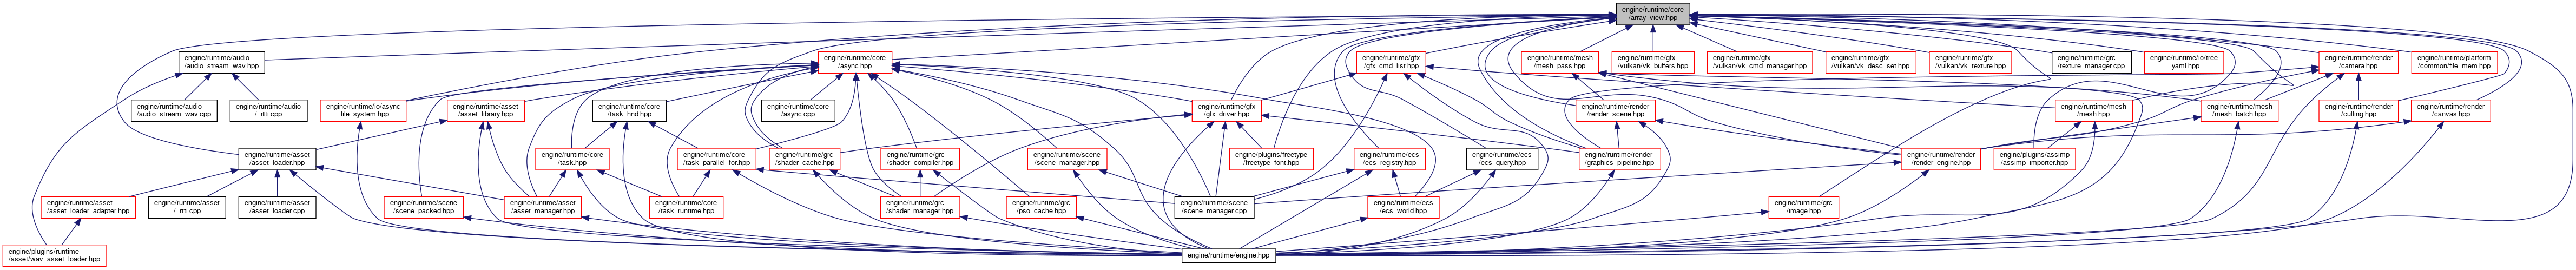 engine/runtime/core
/array_view.hpp
engine/runtime/audio
/audio_stream_wav.hpp
engine/runtime/core
/async.hpp
engine/runtime/gfx
/gfx_cmd_list.hpp
engine/runtime/mesh
/mesh_pass.hpp
engine/runtime/gfx
/vulkan/vk_buffers.hpp
engine/runtime/gfx
/vulkan/vk_cmd_manager.hpp
engine/runtime/gfx
/vulkan/vk_desc_set.hpp
engine/runtime/gfx
/vulkan/vk_texture.hpp
engine/runtime/grc
/texture_manager.cpp
engine/runtime/io/tree
_yaml.hpp
engine/runtime/render
/camera.hpp
engine/runtime/platform
/common/file_mem.hpp
engine/runtime/audio
/audio_stream_wav.cpp
engine/runtime/audio
/_rtti.cpp
engine/runtime/io/async
_file_system.hpp
engine/runtime/asset
/asset_library.hpp
engine/runtime/core
/task_hnd.hpp
engine/runtime/core
/async.cpp
engine/runtime/gfx
/gfx_driver.hpp
engine/runtime/render
/render_scene.hpp
engine/runtime/mesh
/mesh.hpp
engine/runtime/mesh
/mesh_batch.hpp
engine/runtime/render
/culling.hpp
engine/runtime/render
/canvas.hpp
engine/runtime/asset
/asset_loader.hpp
engine/runtime/core
/task.hpp
engine/runtime/core
/task_parallel_for.hpp
engine/runtime/grc
/shader_cache.hpp
engine/runtime/grc
/shader_compiler.hpp
engine/runtime/scene
/scene_manager.hpp
engine/plugins/freetype
/freetype_font.hpp
engine/runtime/ecs
/ecs_registry.hpp
engine/runtime/ecs
/ecs_query.hpp
engine/runtime/render
/graphics_pipeline.hpp
engine/runtime/render
/render_engine.hpp
engine/plugins/assimp
/assimp_importer.hpp
engine/runtime/asset
/asset_loader_adapter.hpp
engine/runtime/asset
/_rtti.cpp
engine/runtime/asset
/asset_loader.cpp
engine/runtime/scene
/scene_packed.hpp
engine/runtime/asset
/asset_manager.hpp
engine/runtime/core
/task_runtime.hpp
engine/runtime/grc
/shader_manager.hpp
engine/runtime/grc
/pso_cache.hpp
engine/runtime/scene
/scene_manager.cpp
engine/runtime/ecs
/ecs_world.hpp
engine/runtime/grc
/image.hpp
engine/plugins/runtime
asset/wav_asset_loader.hpp
engine/runtime/engine.hpp